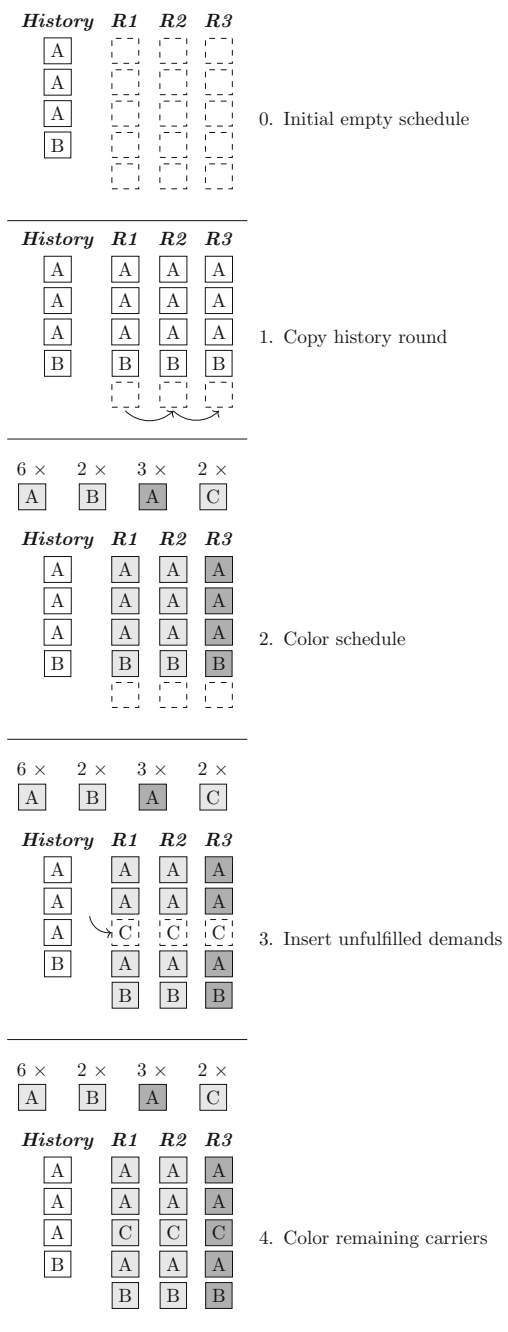 History R1 R2 R3
A
A
A
B
0. Initial empty schedule
History R1 R2 R3
A A A A
A A A A
A A A A
B B B B
1. Copy history round
6 × 2 × 3 × 2 ×
A B A C
History R1 R2 R3
A A A A
A A A A
A A A A
B B B B
2. Color schedule
6 × 2 × 3 × 2 ×
A B A C
History R1 R2 R3
A A A A
A A A A
A C C C
B A A A
B B B
3. Insert unfulfilled demands
6 × 2 × 3 × 2 ×
A B A C
History R1 R2 R3
A A A A
A A A A
A C C C
B A A A
B B B
4. Color remaining carriers